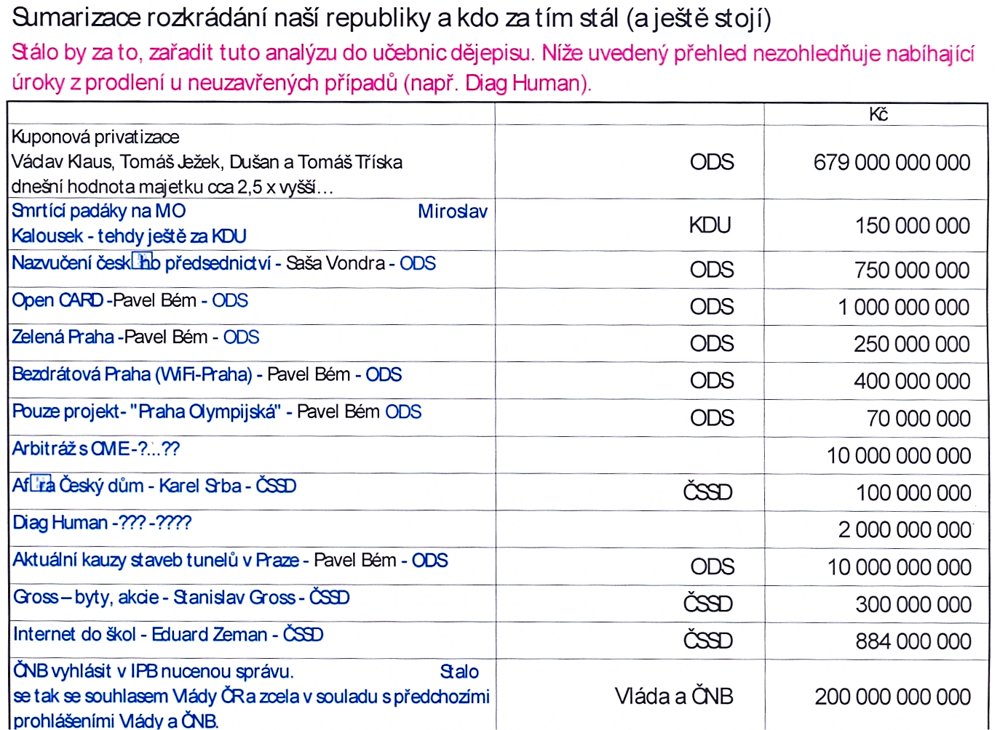 Sumarizace rozkrádání naší republiky a kdo za tím stál (a ještě stojí)
Stálo by za to, zařadit tuto analýzu do učebnic dějepisu. Níže uvedený přehled nezohledňuje nabíhající
úroky z prodlení u neuzavřených případů (např. Diag Human).
Kč
Kuponová privatizace
Václav Klaus, Tomáš Ježek, Dušan a Tomáš Tříska
dnešní hodnota majetku cca 2,5 x vyšší...
ODS 679 000 000 000
Smrtící padáky na MO Miroslav
Kalousek - tehdy ještě za KDU
KDU 150 000 000
Nazvučení česk ho předsednictví - Saša Vondra - ODS ODS 750 000 000
Open CARD -Pavel Bém - ODS ODS 1 000 000 000
Zelená Praha -Pavel Bém - ODS ODS 250 000 000
Bezdrátová Praha (WiFi-Praha) - Pavel Bém - ODS ODS 400 000 000
Pouze projekt- "Praha Olympijská" - Pavel Bém ODS ODS 70 000 000
Arbitráž s CME -?...?? 10 000 000 000
Af ra Český dům - Karel Srba - ČSSD ČSSD 100 000 000
Diag Human -??? -???? 2 000 000 000
Aktuální kauzy staveb tunelů v Praze - Pavel Bém - ODS ODS 10 000 000 000
Gross – byty, akcie - Stanislav Gross - ČSSD ČSSD 300 000 000
Internet do škol - Eduard Zeman - ČSSD ČSSD 884 000 000
ČNB vyhlásit v IPB nucenou správu. Stalo
se tak se souhlasem Vlády ČR a zcela v souladu s předchozími
prohlášeními Vlády a ČNB.
Vláda a ČNB 200 000 000 000